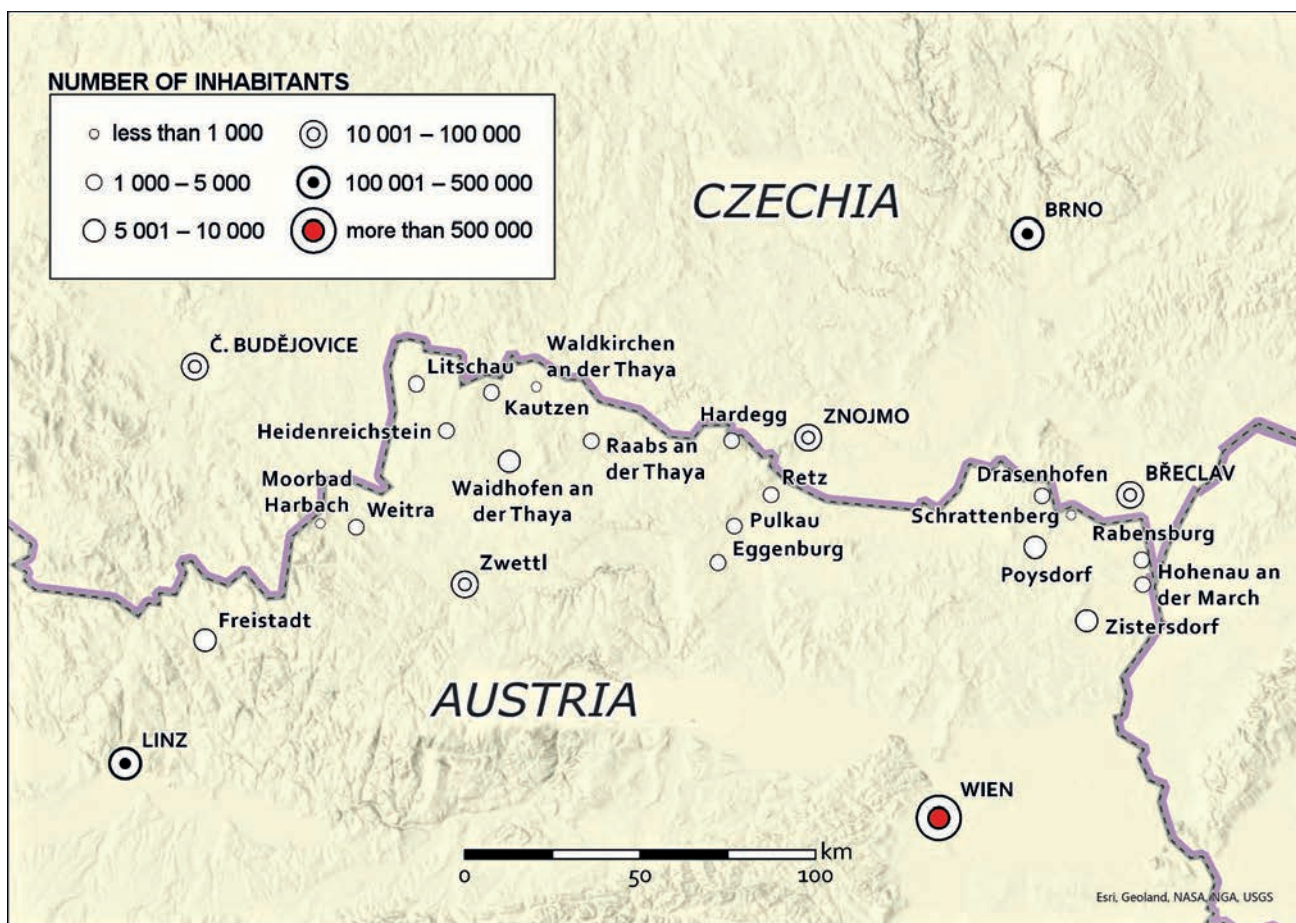 NUMBER OF INHABITANTS
less than 1 000
10 001 – 100 000
1 000 – 5 000
100 001 – 500 000
5 001 – 10 000
more than 500 000
CZECHIA
BRNO
Č. BUDĚJOVICE
Waldkirchen
an der Thaya
Litschau
Kautzen
Heidenreichstein
Hardegg
ZNOJMO
Raabs an
der Thaya
Moorbad
Harbach
Weitra
Waidhofen an
der Thaya
Retz
Pulkau
Eggenburg
Drasenhofen
BŘECLAV
Schrattenberg
Rabensburg
Poysdorf
Hohenau an
der March
Zwettl
Freistadt
Zistersdorf
AUSTRIA
LINZ
WIEN
km
0
50
100
Esri, Geoland, NASA, NGA, USGS